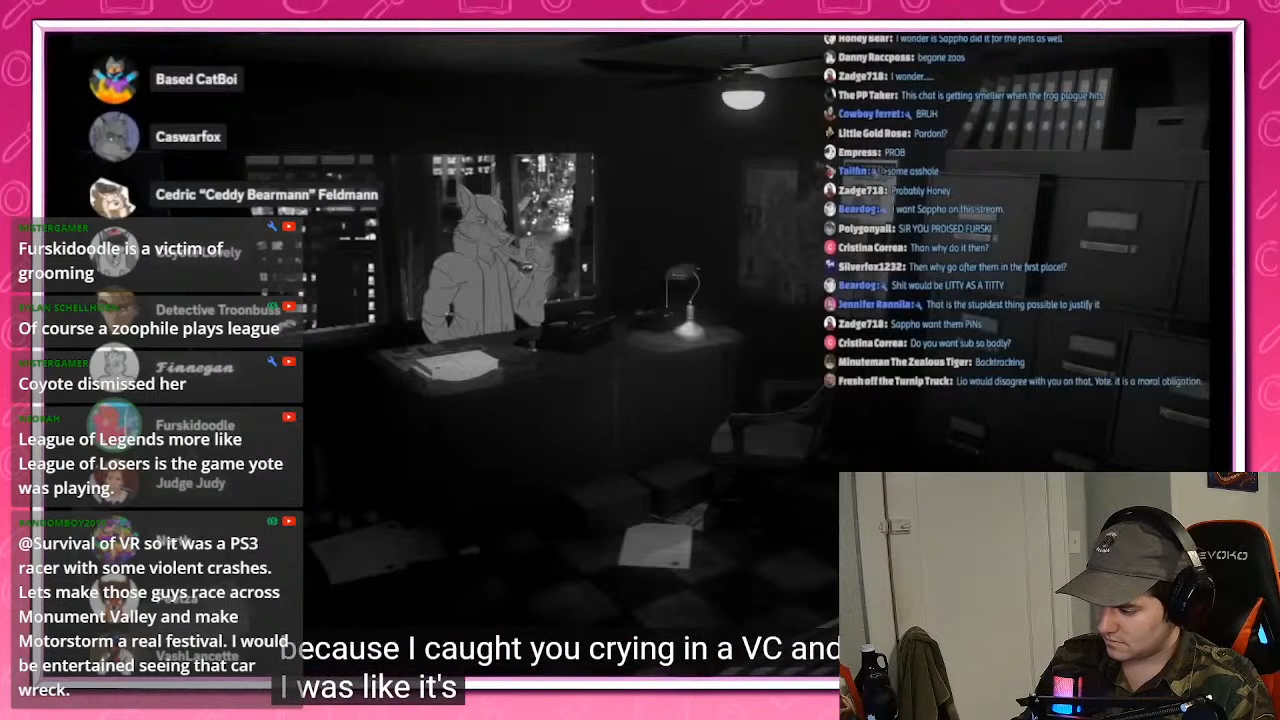 Based CatBoi
Caswarfox
Cedric “Ceddy Bearmann” Feldmann
Detective Troonbuss
Finnegan
Furskidoodle
Judge Judy
VashLancette
Furskidoodle is a victim of
grooming
Of course a zoophile plays league
MISTERGAMER
Coyote dismissed her
League of Legends more like
League of Losers is the game yote
was playing.
@Survival of VR so it was a PS3
racer with some violent crashes.
Lets make those guys race across
Monument Valley and make
Motorstorm a real festival. I would
be entertained seeing that car
wreck.
Honey Bear: I wonder is Sappho did it for the pins as well
Danny Raccposs: begone zoos
Zadge718: I wonder.....
The PP Taker: This chat is getting smellier when the frog plague hits
Cowboy ferret: BRUH
Little Gold Rose: Pardon!?
Empress: PROB
Tailfin: some asshole
Zadge718: Probably Honey
Beardog: I want Sappho on this stream.
Polygonyall: SIR YOU PROISED FURSKI
Cristina Correa: Than why do it then?
Silverfox1232: Then why go after them in the first place!?
Beardog: Shit would be LITTY AS A TITTY
Jennifer Rannila: That is the stupidest thing possible to justify it
Zadge718: Sappho want them PiNs
Cristina Correa: Do you want sub so badly?
Minuteman The Zealous Tiger: Backtracking
Fresh off the Turnip Truck: Lio would disagree with you on that, Yote. it is a moral obligation.
because I caught you crying in a VC and
I was like it's
EVOKO